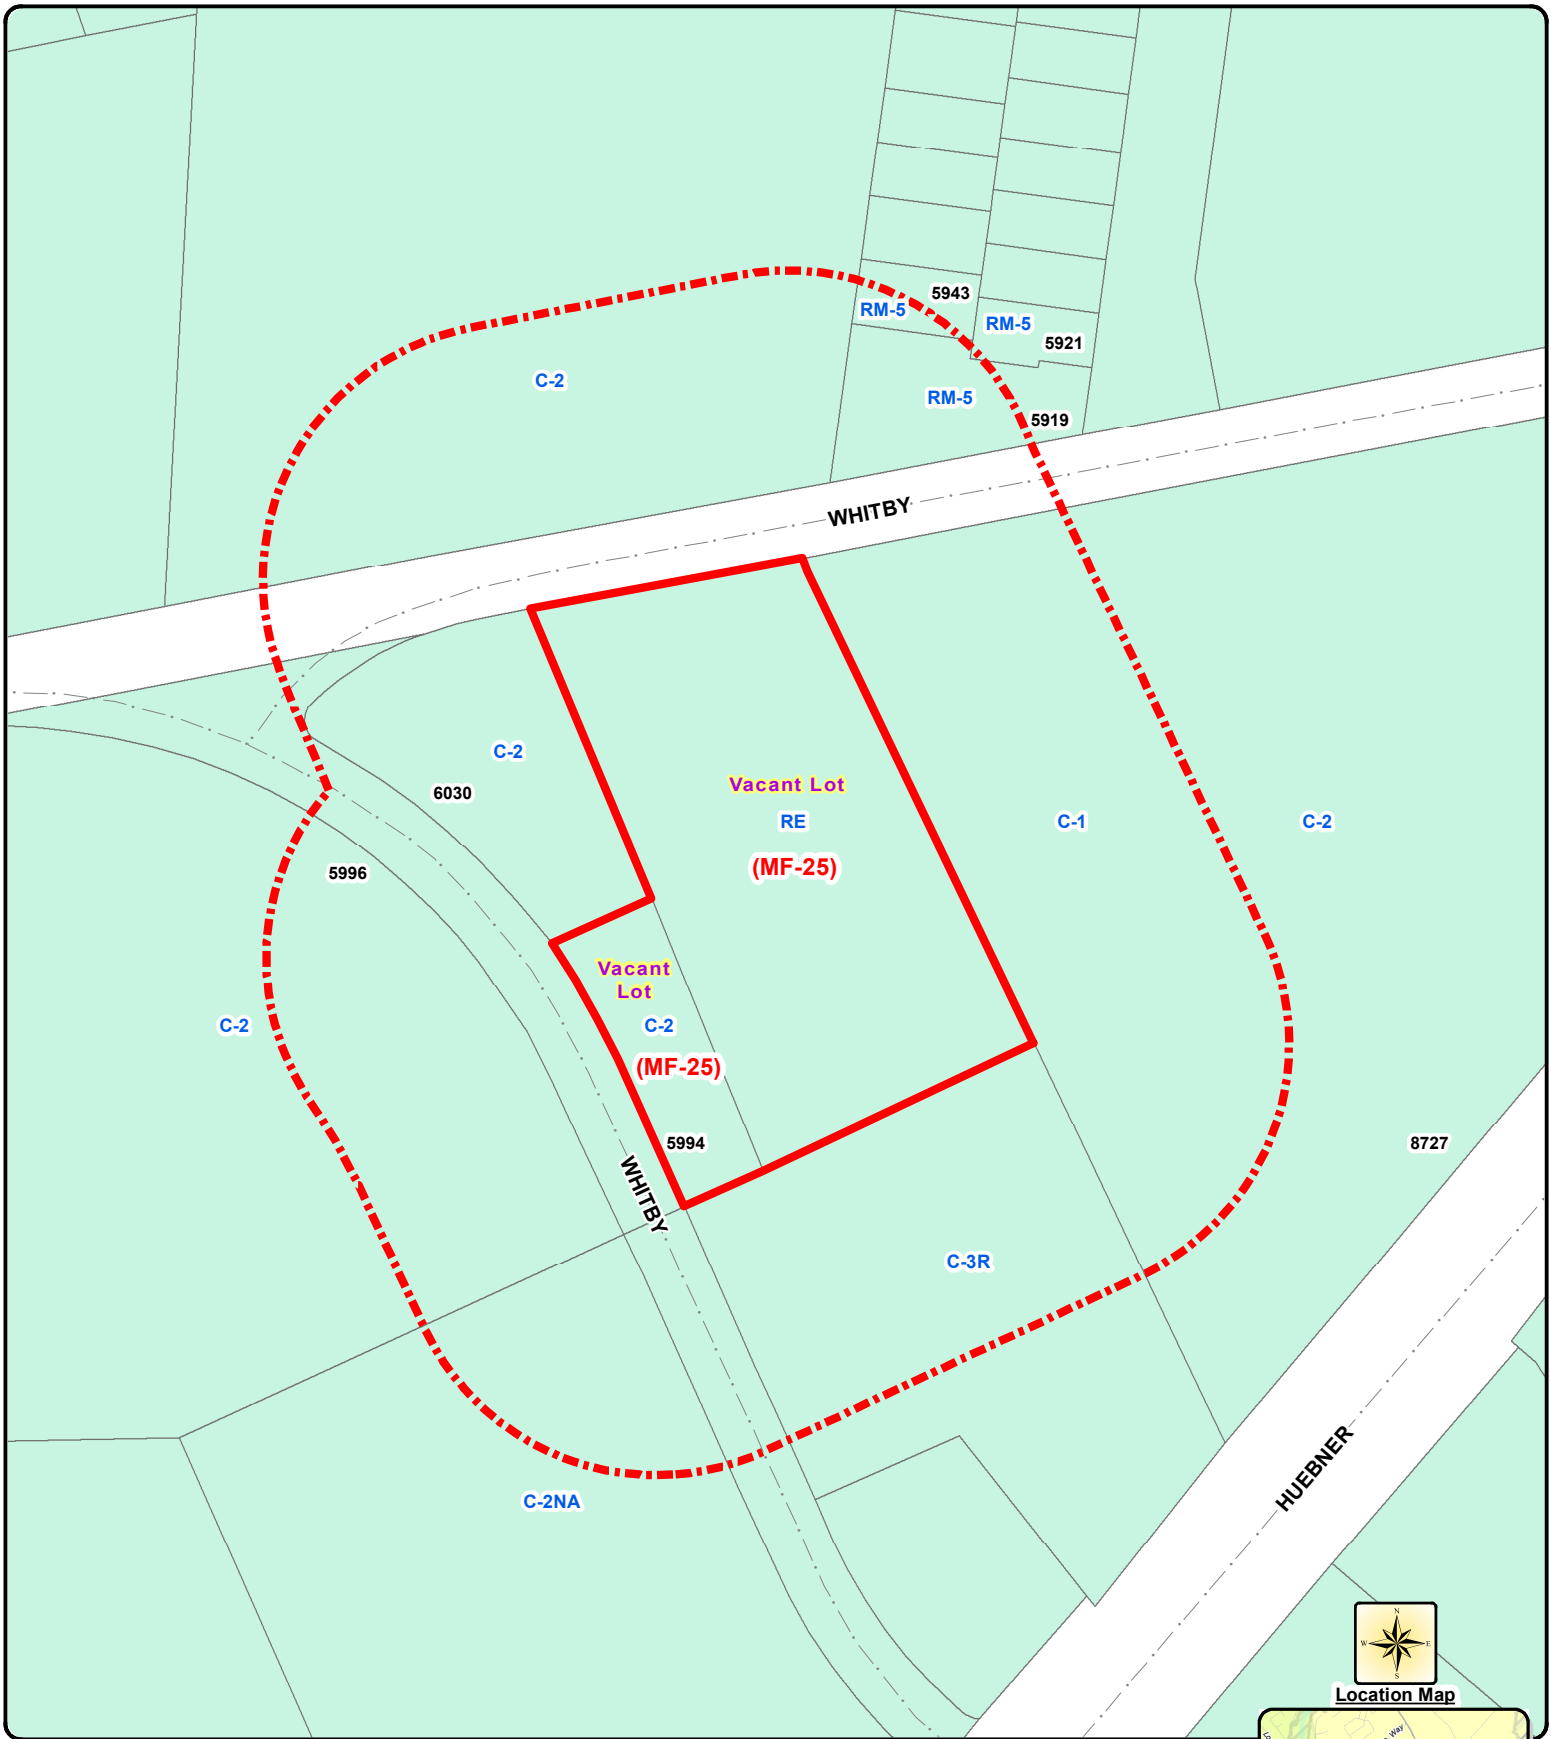 5943
RM-5
RM-5
5921
C-2
RM-5
5919
WHITBY
C-2
Vacant Lot
6030
RE
C-1
C-2
(MF-25)
5996
Vacant
Lot
C-2
C-2
(MF-25)
5994
8727
WHITBY
C-3R
HUEBNER
C-2NA
N
W
E
S
Location Map
Way